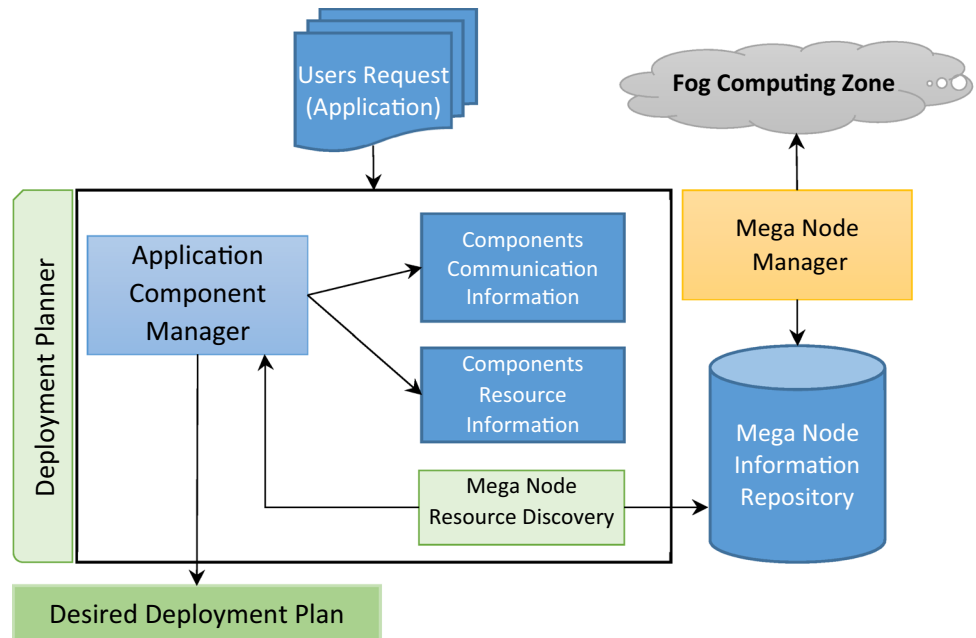 Users Request
(Application)
Fog Computing Zone
Deployment Planner
Application
Component
Manager
Components
Communication
Information
Mega Node
Manager
Components
Resource
Information
Mega Node
Information
Repository
Mega Node
Resource Discovery
Desired Deployment Plan